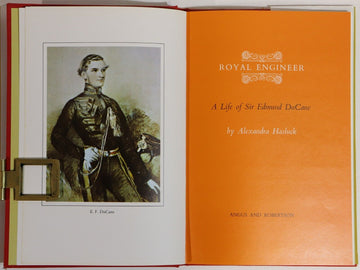 E. F. DuCane
ROYAL ENGINEER
A Life of Sir Edmund DuCane
by Alexandra Hasluck
ANGUS AND ROBERTSON